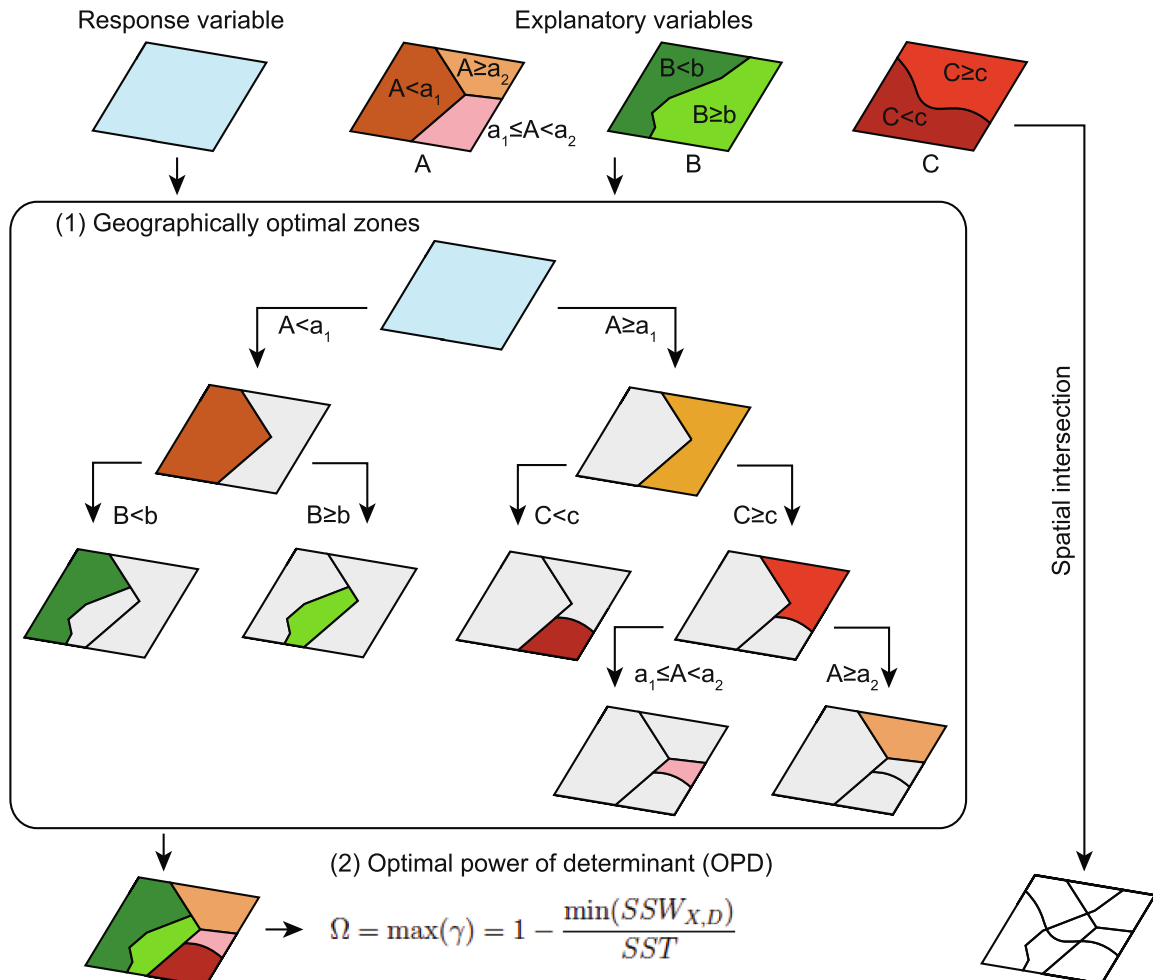 Response variable
Explanatory variables
A<a₁
A≥a₂
a₁≤A<a₂
A
B<b
B≥b
B
C≥c
C<c
C
(1) Geographically optimal zones
A<a₁
A≥a₁
B<b
B≥b
C<c
C≥c
a₁≤A<a₂
A≥a₂
Spatial intersection
(2) Optimal power of determinant (OPD)
Ω = max(γ) = 1 − min(SSW_{X,D}) / SST